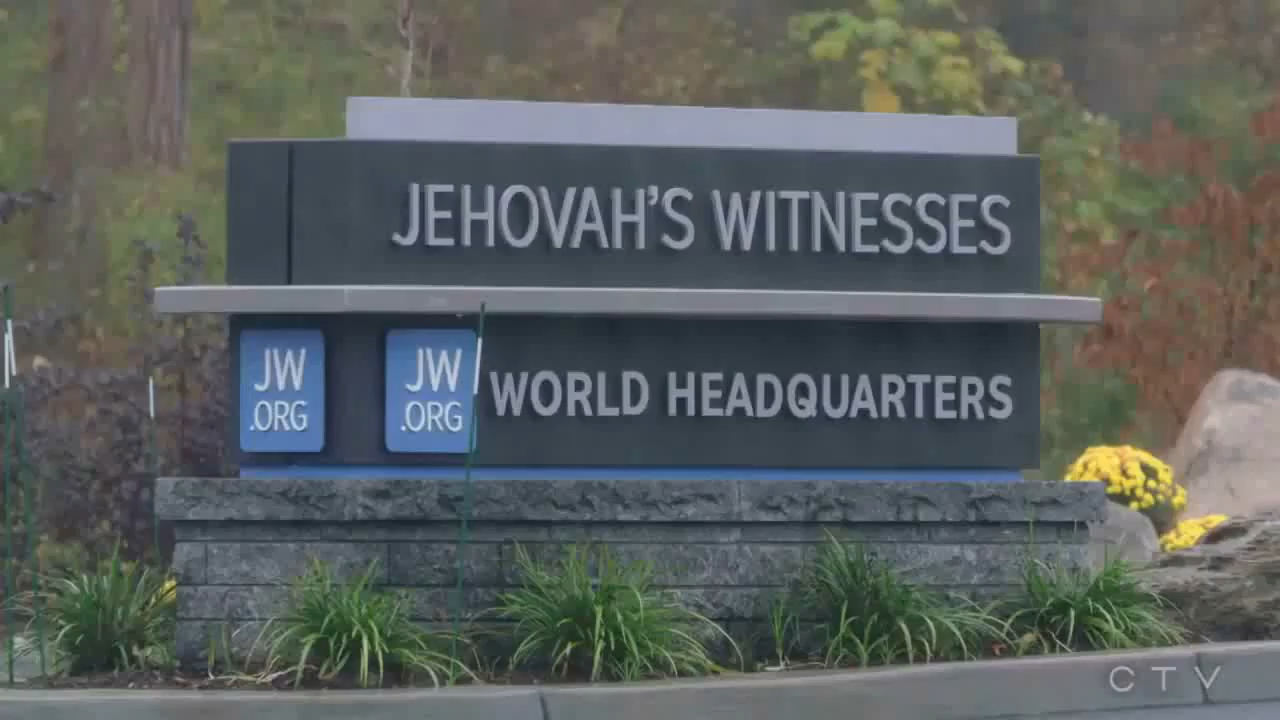 JEHOVAH'S WITNESSES
JW
.ORG
JW
.ORG
WORLD HEADQUARTERS
CTV